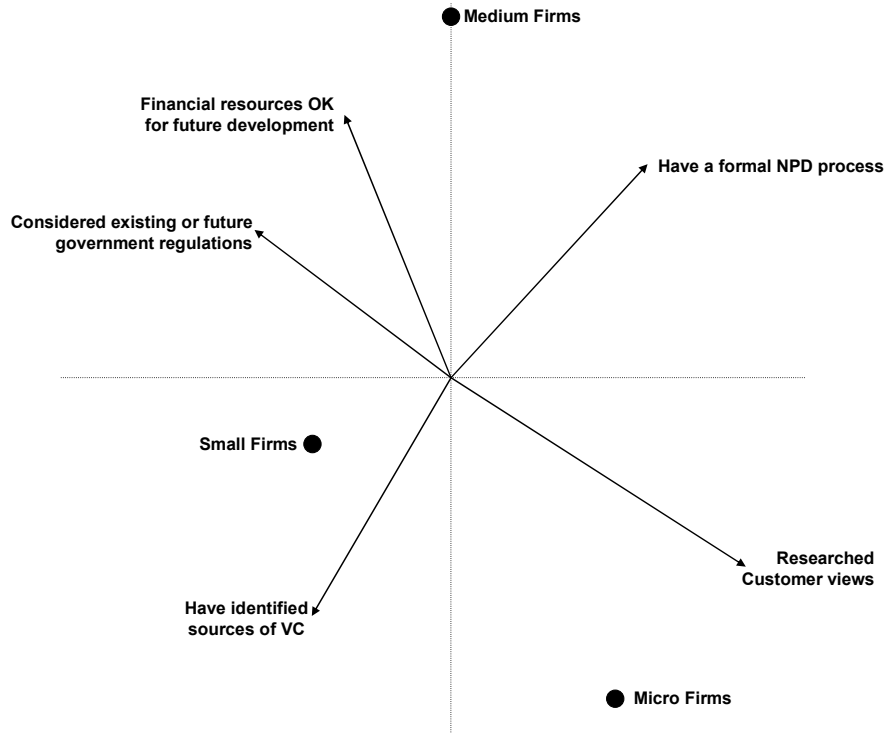 Medium Firms
Financial resources OK
for future development
Have a formal NPD process
Considered existing or future
government regulations
Small Firms
Researched
Customer views
Have identified
sources of VC
Micro Firms